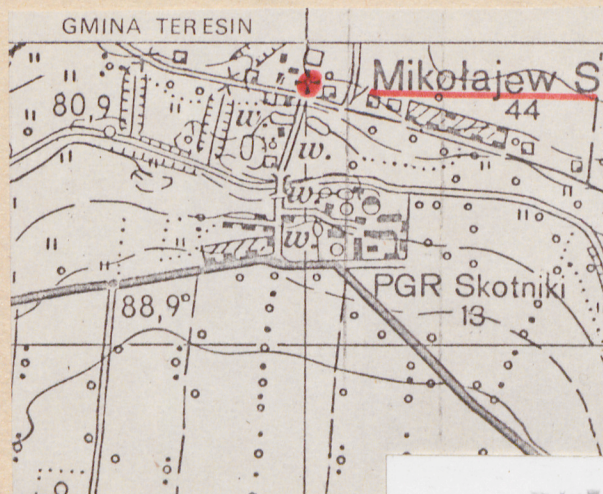 GMINA TERESIN
Mikołajew S
44
80,9
w.
w.
w.
w.
PGR Skotniki
13
88,9